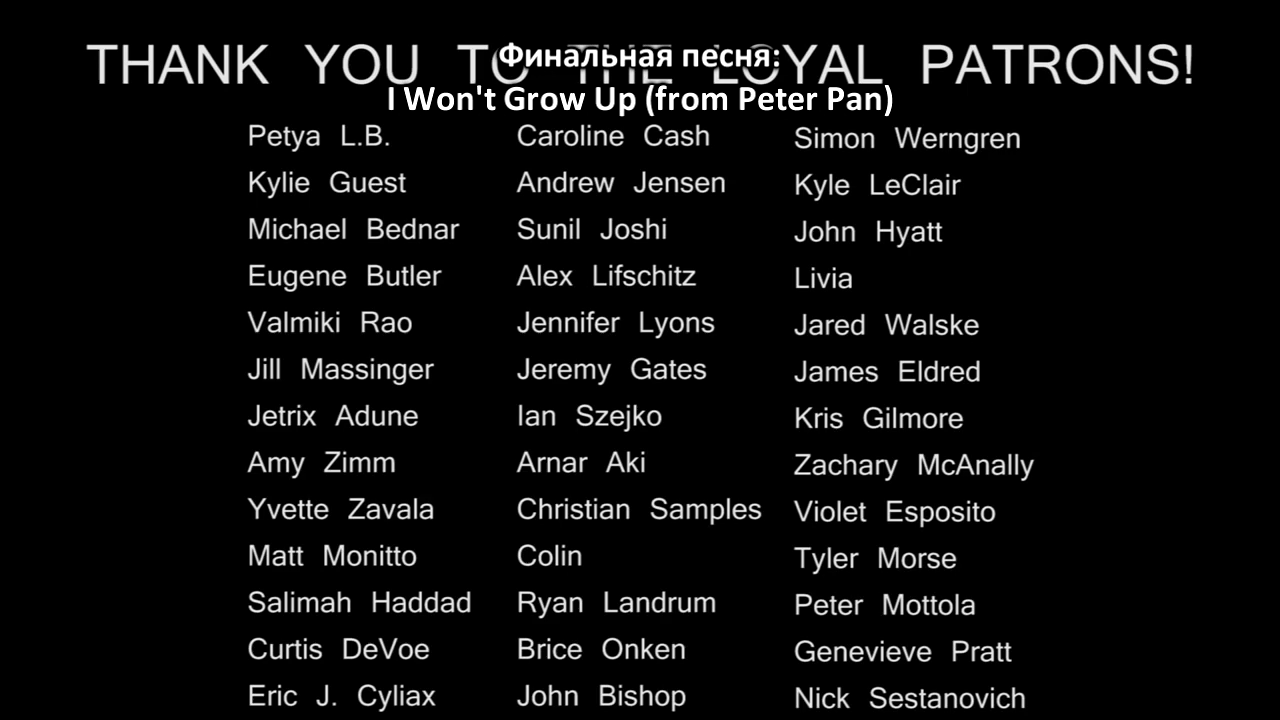 THANK YOU TO THE LOYAL PATRONS!
Финальная песня:
I Won't Grow Up (from Peter Pan)
Petya L.B. Caroline Cash Simon Werngren
Kylie Guest Andrew Jensen Kyle LeClair
Michael Bednar Sunil Joshi John Hyatt
Eugene Butler Alex Lifschitz Livia
Valmiki Rao Jennifer Lyons Jared Walske
Jill Massinger Jeremy Gates James Eldred
Jetrix Adune Ian Szejko Kris Gilmore
Amy Zimm Arnar Aki Zachary McAnally
Yvette Zavala Christian Samples Violet Esposito
Matt Monitto Colin Tyler Morse
Salimah Haddad Ryan Landrum Peter Mottola
Curtis DeVoe Brice Onken Genevieve Pratt
Eric J. Cyliax John Bishop Nick Sestanovich